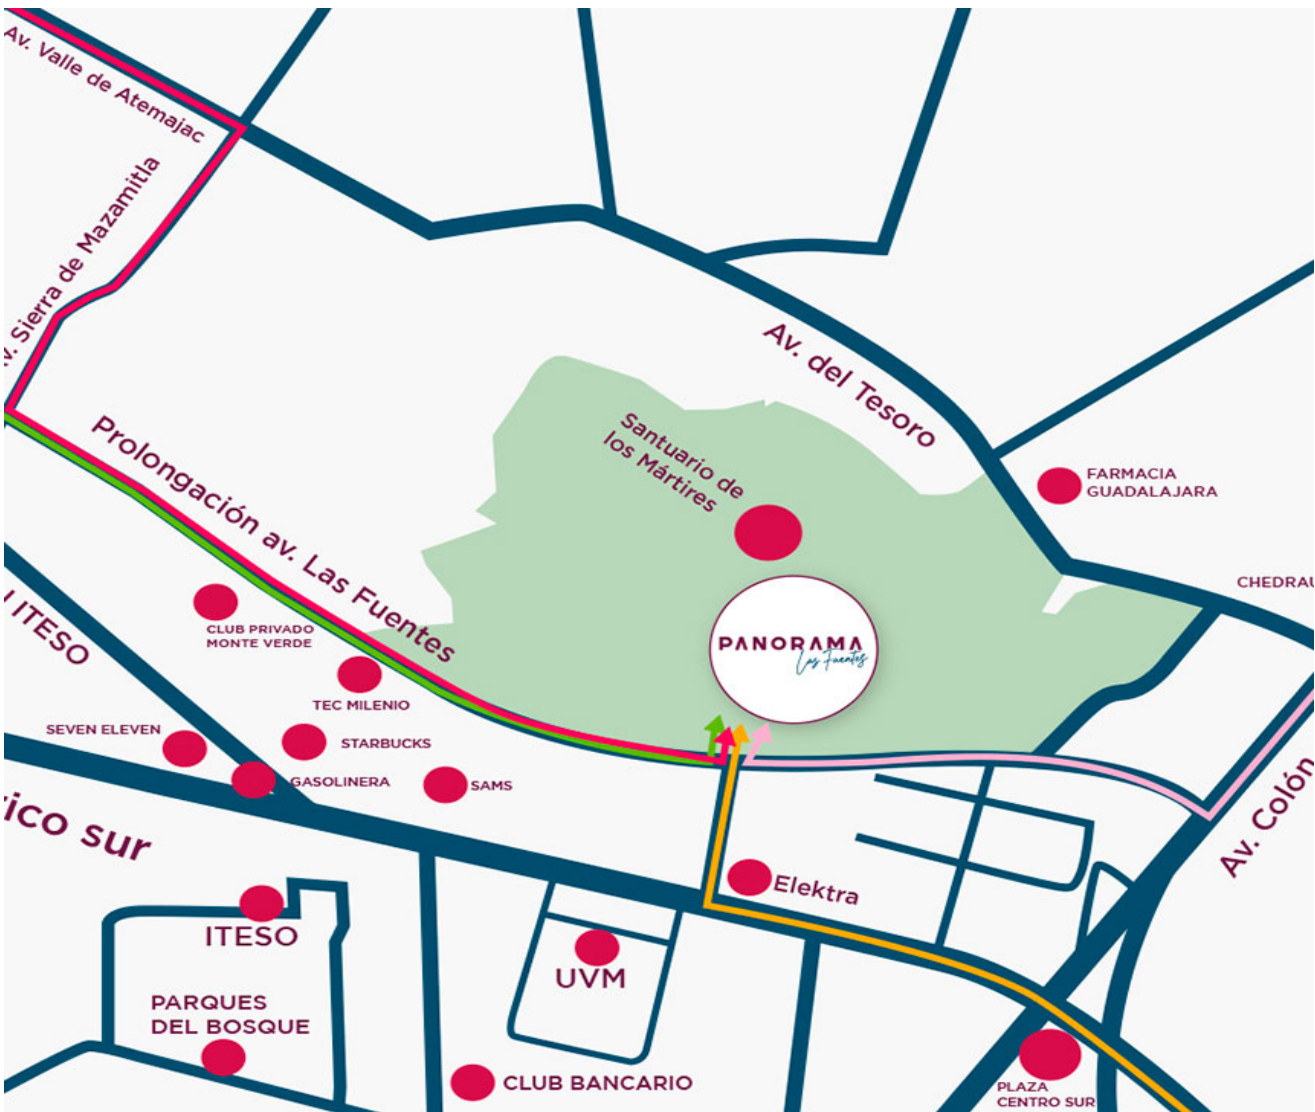 Av. Valle de Atemajac
v. Sierra de Mazamitla
Av. del Tesoro
Santuario de
los Mártires
Prolongación av. Las Fuentes
FARMACIA
GUADALAJARA
CHEDRAU
ITESO
CLUB PRIVADO
MONTE VERDE
PANORAMA
Las Fuentes
TEC MILENIO
SEVEN ELEVEN
STARBUCKS
GASOLINERA
SAMS
Av. Colón
ico sur
Elektra
ITESO
UVM
PARQUES
DEL BOSQUE
CLUB BANCARIO
PLAZA
CENTRO SUR